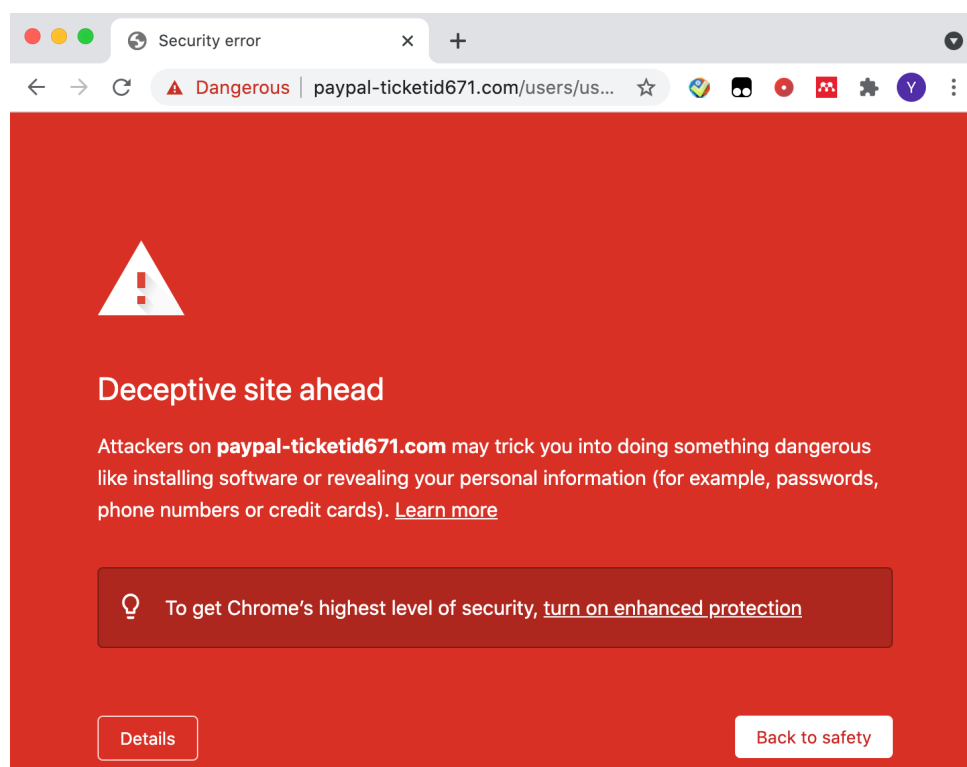 Security error
Dangerous paypal-ticketid671.com/users/us...
Y
Deceptive site ahead
Attackers on paypal-ticketid671.com may trick you into doing something dangerous
like installing software or revealing your personal information (for example, passwords,
phone numbers or credit cards). Learn more
To get Chrome’s highest level of security, turn on enhanced protection
Details
Back to safety